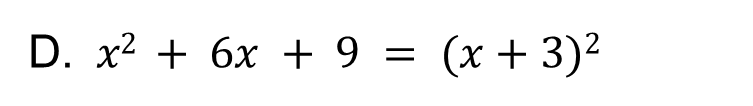 D. x² + 6x + 9 = (x + 3)²